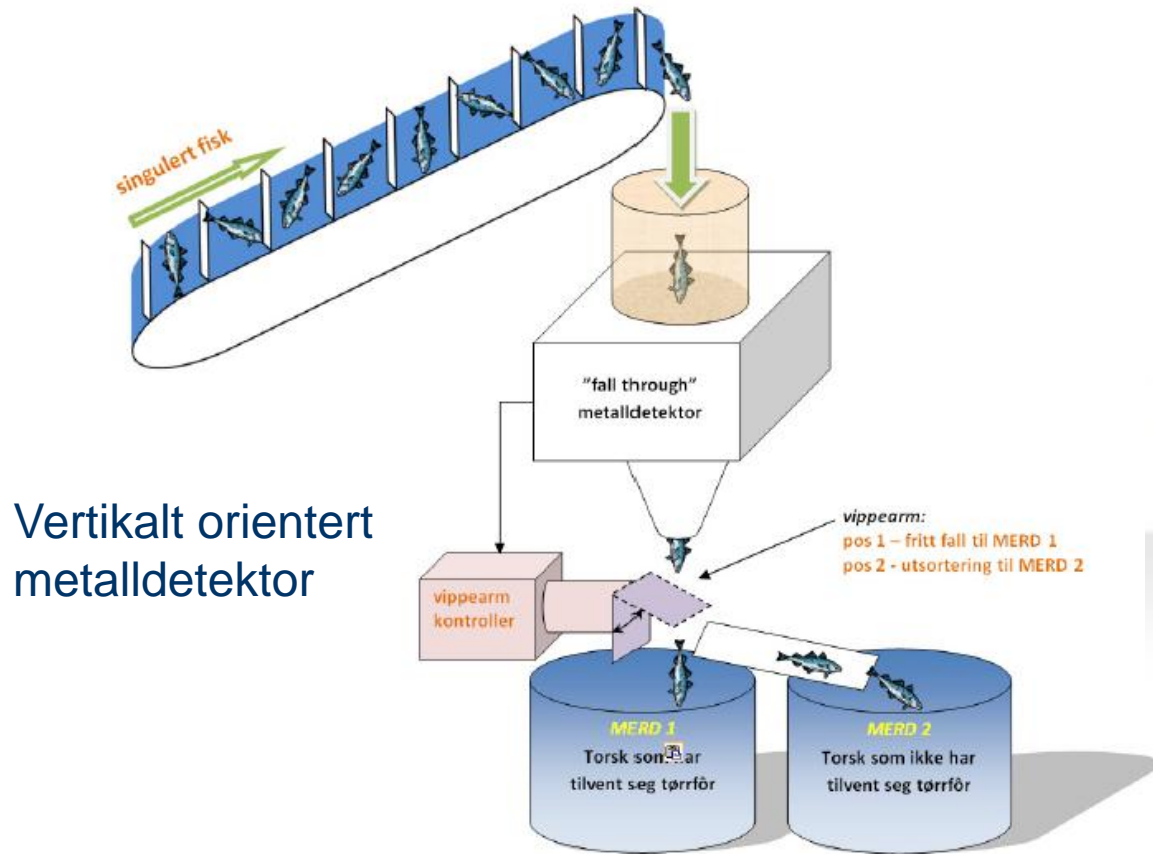 singulert fisk
"fall through"
metalldetektor
Vertikalt orientert
metalldetektor
vippearm:
pos 1 – fritt fall til MERD 1
pos 2 - utsortering til MERD 2
vippearm
kontroller
MERD 1
Torsk som ar
tilvent seg tørrfôr
MERD 2
Torsk som ikke har
tilvent seg tørrfôr